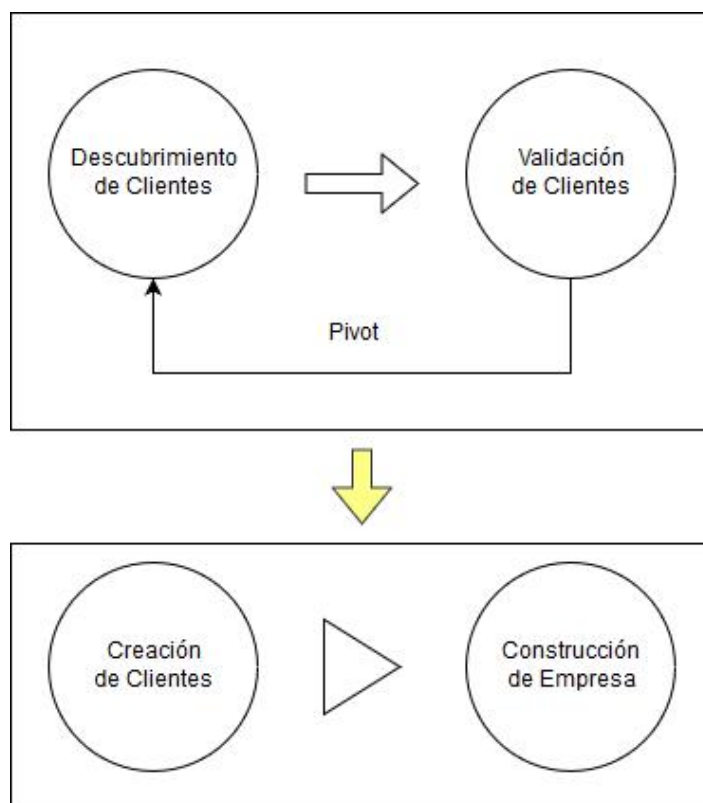 Descubrimiento
de Clientes
Validación
de Clientes
Pivot
Creación
de Clientes
Construcción
de Empresa